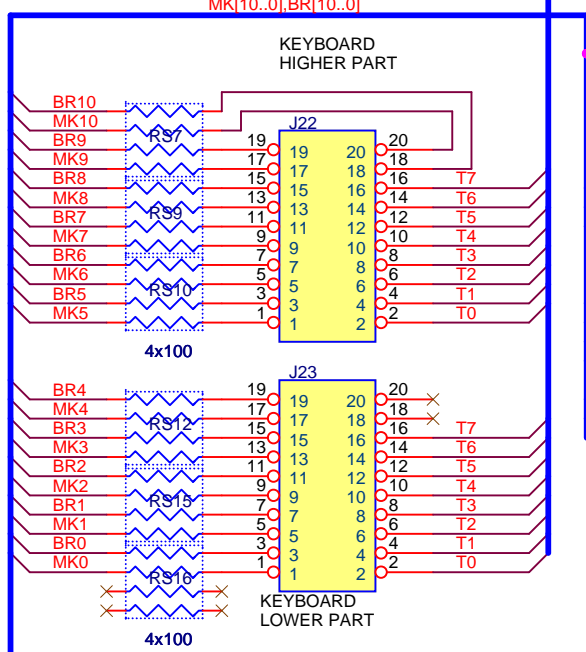 MK[10..0],BR[10..0]
KEYBOARD
HIGHER PART
J22
BR10
MK10
BR9 19 19 20 20
MK9 17 17 18 18
BR8 15 15 16 16 T7
MK8 13 13 14 14 T6
BR7 11 11 12 12 T5
MK7 9 9 10 10 T4
BR6 7 7 8 8 T3
MK6 5 5 6 6 T2
BR5 3 3 4 4 T1
MK5 1 1 2 2 T0
RS7
RS9
RS10
4x100
J23
BR4 19 19 20 20
MK4 17 17 18 18
BR3 15 15 16 16 T7
MK3 13 13 14 14 T6
BR2 11 11 12 12 T5
MK2 9 9 10 10 T4
BR1 7 7 8 8 T3
MK1 5 5 6 6 T2
BR0 3 3 4 4 T1
MK0 1 1 2 2 T0
RS12
RS15
RS16
KEYBOARD
LOWER PART
4x100